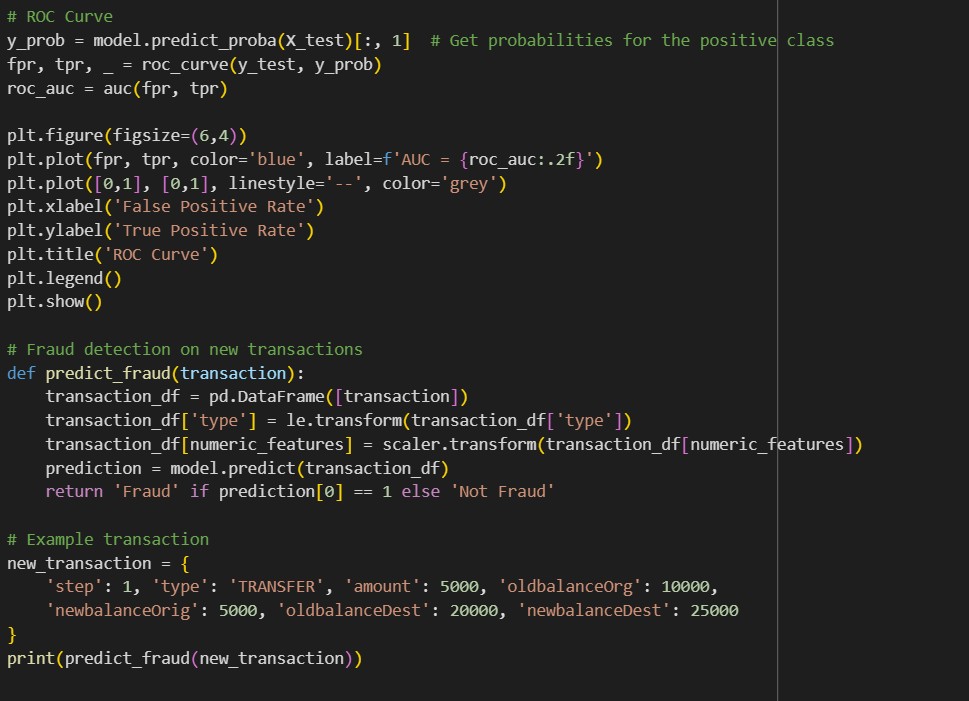 # ROC Curve
y_prob = model.predict_proba(X_test)[:, 1]  # Get probabilities for the positive class
fpr, tpr, _ = roc_curve(y_test, y_prob)
roc_auc = auc(fpr, tpr)

plt.figure(figsize=(6,4))
plt.plot(fpr, tpr, color='blue', label=f'AUC = {roc_auc:.2f}')
plt.plot([0,1], [0,1], linestyle='--', color='grey')
plt.xlabel('False Positive Rate')
plt.ylabel('True Positive Rate')
plt.title('ROC Curve')
plt.legend()
plt.show()

# Fraud detection on new transactions
def predict_fraud(transaction):
    transaction_df = pd.DataFrame([transaction])
    transaction_df['type'] = le.transform(transaction_df['type'])
    transaction_df[numeric_features] = scaler.transform(transaction_df[numeric_features])
    prediction = model.predict(transaction_df)
    return 'Fraud' if prediction[0] == 1 else 'Not Fraud'

# Example transaction
new_transaction = {
    'step': 1, 'type': 'TRANSFER', 'amount': 5000, 'oldbalanceOrg': 10000,
    'newbalanceOrig': 5000, 'oldbalanceDest': 20000, 'newbalanceDest': 25000
}
print(predict_fraud(new_transaction))